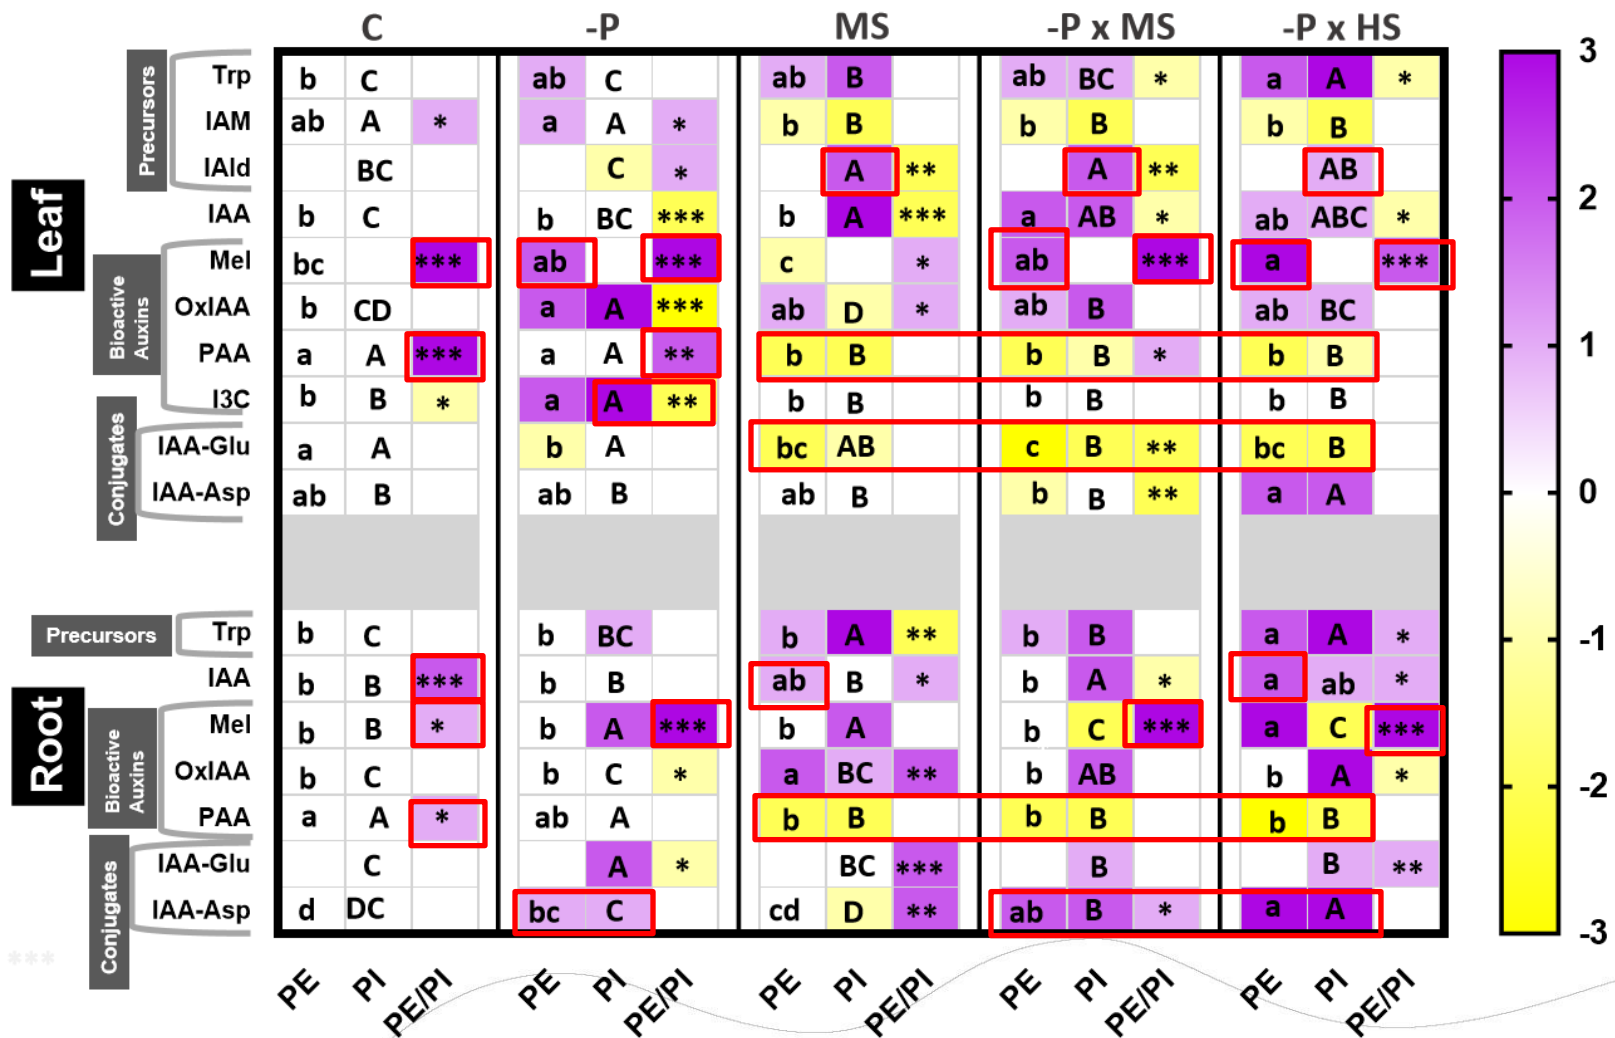 C -P MS -P x MS -P x HS
Leaf
Precursors
Trp b C ab C ab B ab BC * a A *
IAM ab A * a A * b B b B b B
IAld BC C * A ** A ** AB
IAA b C b BC *** b A *** a AB * ab ABC *
Bioactive
Auxins
Mel bc *** ab *** c * ab *** a ***
OxIAA b CD a A *** ab D * ab B ab BC
PAA a A *** a A ** b B b B * b B
I3C b B * a A ** b B b B b B
Conjugates
IAA-Glu a A b A bc AB c B ** bc B
IAA-Asp ab B ab B ab B b B ** a A
Root
Precursors
Trp b C b BC b A ** b B a A *
IAA b B *** b B ab B * b A * a ab *
Bioactive
Auxins
Mel b B * b A *** b A b C *** a C ***
OxIAA b C b C * a BC ** b AB b A *
PAA a A * ab A b B b B b B
Conjugates
IAA-Glu C A * BC *** B B **
IAA-Asp d DC bc C cd D ** ab B * a A
***
PE PI PE/PI PE PI PE/PI PE PI PE/PI PE PI PE/PI PE PI PE/PI
3
2
1
0
-1
-2
-3